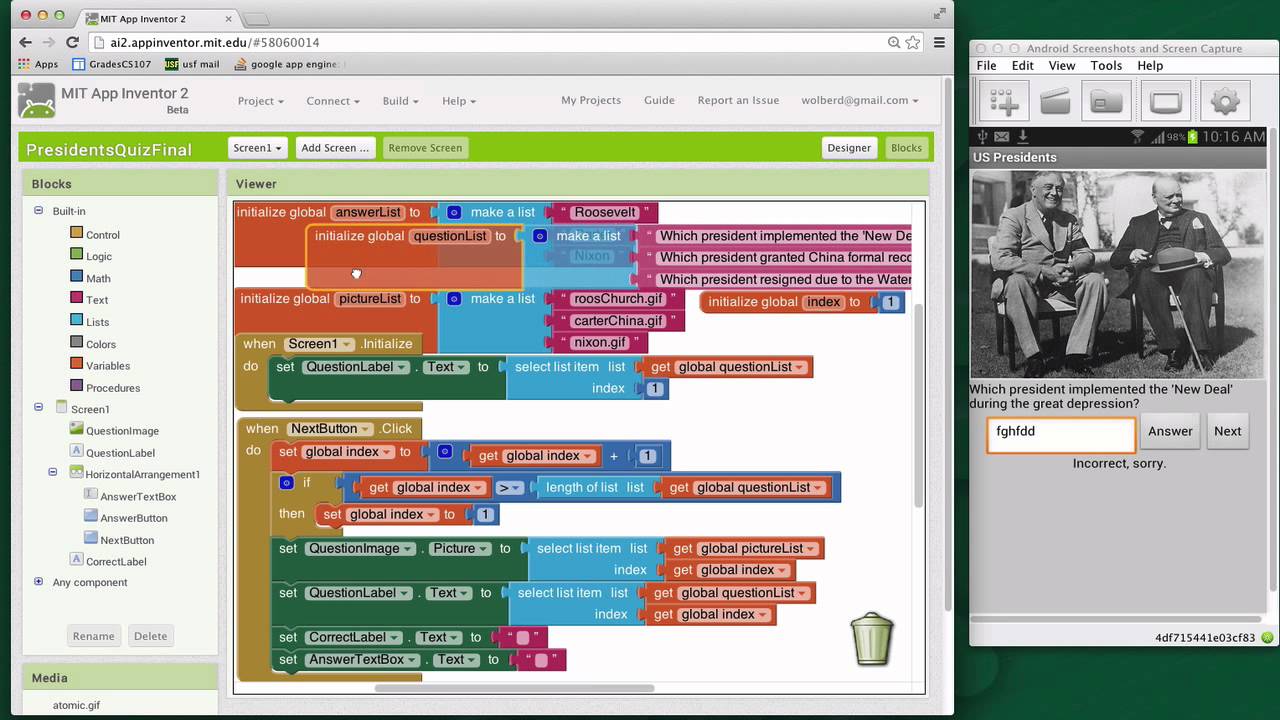 MIT App Inventor 2
ai2.appinventor.mit.edu/#58060014
Apps GradesCS107 USF usf mail google app engine:
MIT App Inventor 2
Beta
Project Connect Build Help My Projects Guide Report an Issue wolberd@gmail.com
PresidentsQuizFinal Screen1 Add Screen ... Remove Screen Designer Blocks
Blocks
Built-in
Control
Logic
Math
Text
Lists
Colors
Variables
Procedures
Screen1
QuestionImage
QuestionLabel
HorizontalArrangement1
AnswerTextBox
AnswerButton
NextButton
CorrectLabel
Any component
Rename Delete
Media
atomic.gif
Viewer
initialize global answerList to make a list " Roosevelt "
initialize global questionList to make a list " Which president implemented the 'New De
" Nixon " " Which president granted China formal reco
" Which president resigned due to the Water
initialize global pictureList to make a list " roosChurch.gif " initialize global index to 1
" carterChina.gif "
" nixon.gif "
when Screen1 .Initialize
do set QuestionLabel . Text to select list item list get global questionList
index 1
when NextButton .Click
do set global index to get global index + 1
if get global index > length of list list get global questionList
then set global index to 1
set QuestionImage . Picture to select list item list get global pictureList
index get global index
set QuestionLabel . Text to select list item list get global questionList
index get global index
set CorrectLabel . Text to " "
set AnswerTextBox . Text to " "
Android Screenshots and Screen Capture
File Edit View Tools Help
98% 10:16 AM
US Presidents
Which president implemented the 'New Deal'
during the great depression?
fghfdd Answer Next
Incorrect, sorry.
4df715441e03cf83